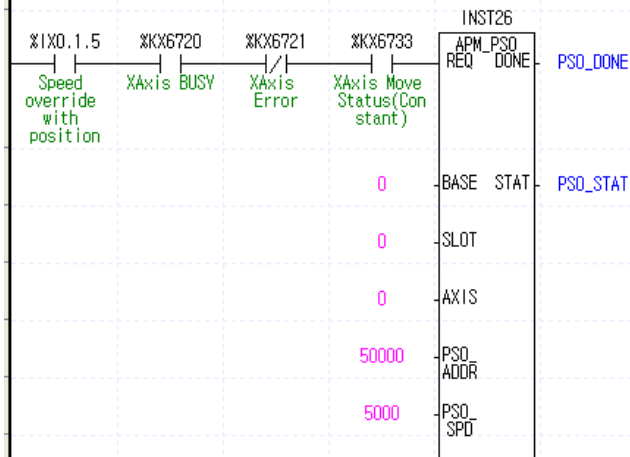 INST26
%IX0.1.5 %KX6720 %KX6721 %KX6733 APM_PSO
REQ DONE PSO_DONE
Speed XAxis BUSY XAxis XAxis Move
override Error Status(Con
with stant)
position
0 BASE STAT PSO_STAT
0 SLOT
0 AXIS
50000 PSO_
ADDR
5000 PSO_
SPD